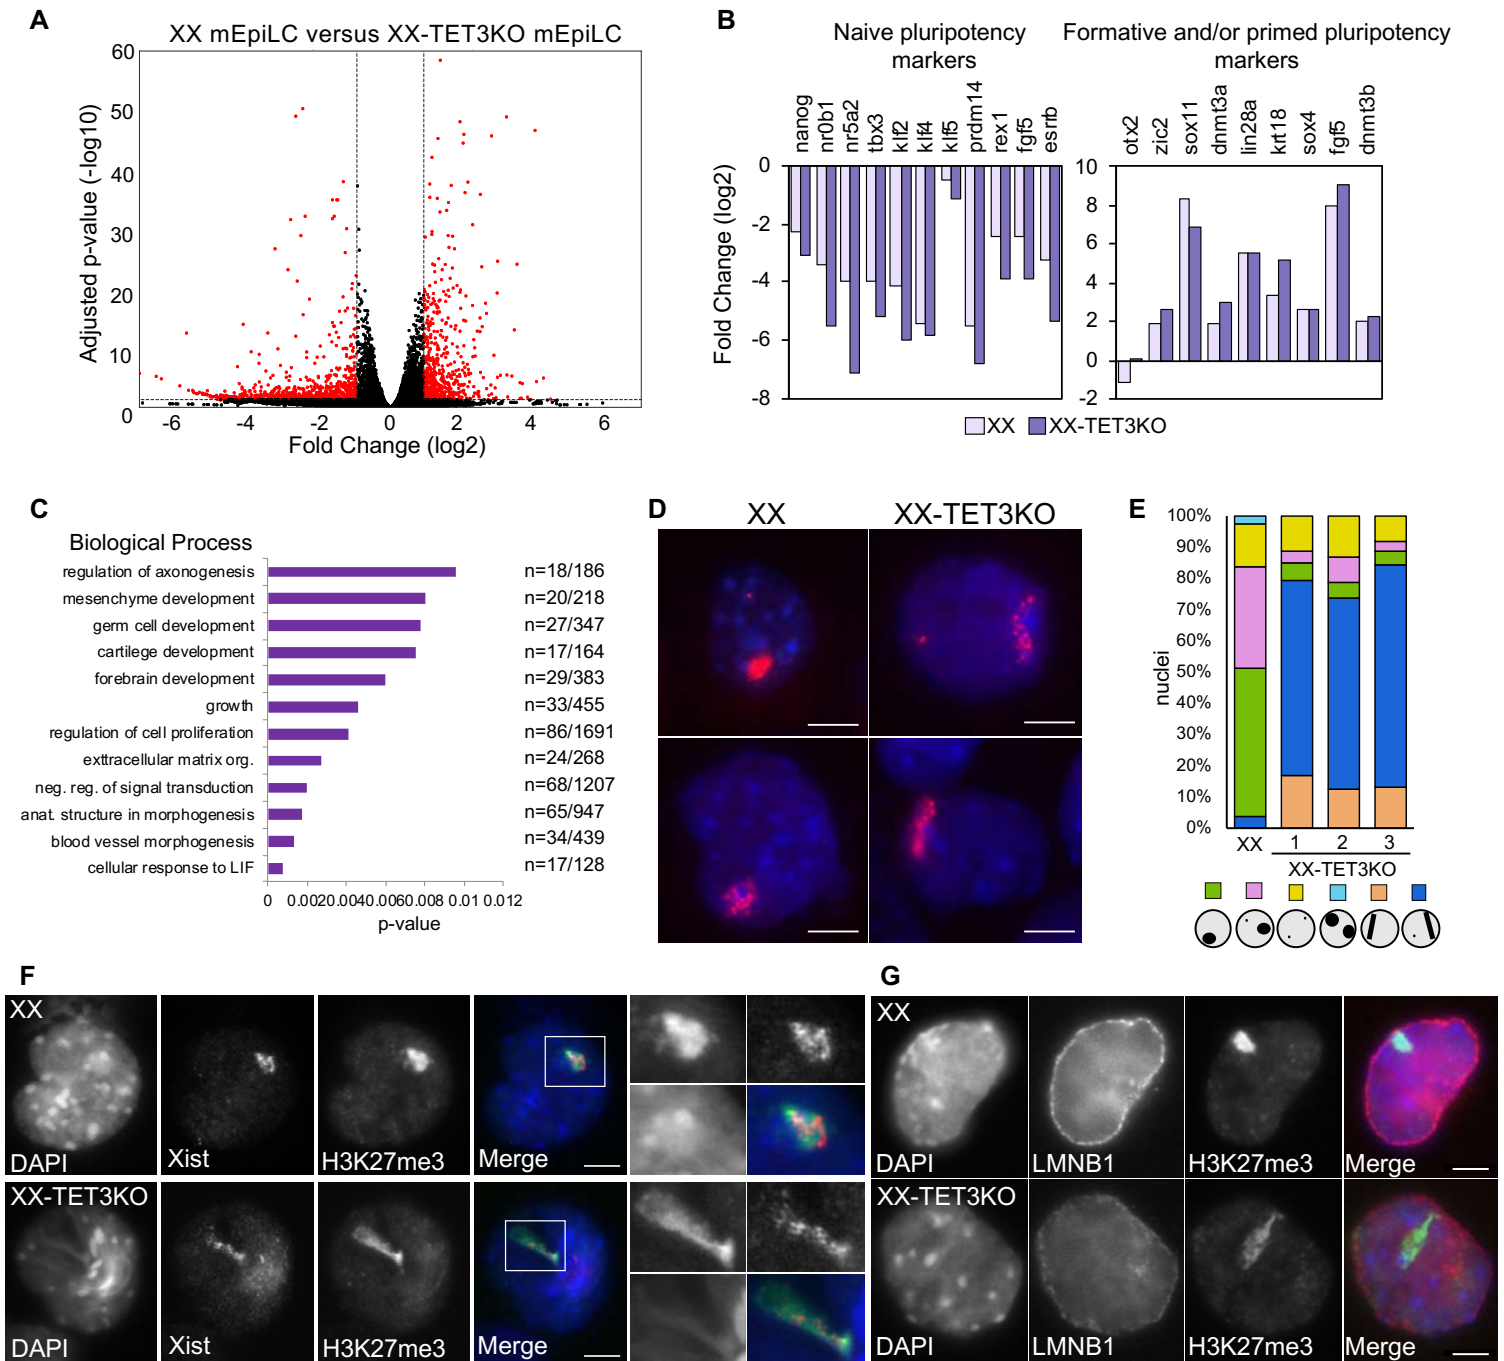 A
XX mEpiLC versus XX-TET3KO mEpiLC
60
50
40
30
20
10
0
Adjusted p-value (-log10)
-6
-4
-2
0
2
4
6
Fold Change (log2)
B
Naive pluripotency
markers
Formative and/or primed pluripotency
markers
nanog
nr0b1
nr5a2
tbx3
klf2
klf4
klf5
prdm14
rex1
fgf5
esrrb
otx2
zic2
sox11
dnmt3a
lin28a
krt18
sox4
fgf5
dnmt3b
Fold Change (log2)
0
-2
-4
-6
-8
10
8
6
4
2
0
-2
XX
XX-TET3KO
C
Biological Process
regulation of axonogenesis n=18/186
mesenchyme development n=20/218
germ cell development n=27/347
cartilege development n=17/164
forebrain development n=29/383
growth n=33/455
regulation of cell proliferation n=86/1691
exttracellular matrix org. n=24/268
neg. reg. of signal transduction n=68/1207
anat. structure in morphogenesis n=65/947
blood vessel morphogenesis n=34/439
cellular response to LIF n=17/128
0 0.002 0.004 0.006 0.008 0.01 0.012
p-value
D
XX
XX-TET3KO
E
100%
90%
80%
70%
60%
50%
40%
30%
20%
10%
0%
nuclei
XX
1
2
3
XX-TET3KO
F
XX
DAPI
Xist
H3K27me3
Merge
XX-TET3KO
DAPI
Xist
H3K27me3
Merge
G
XX
DAPI
LMNB1
H3K27me3
Merge
XX-TET3KO
DAPI
LMNB1
H3K27me3
Merge